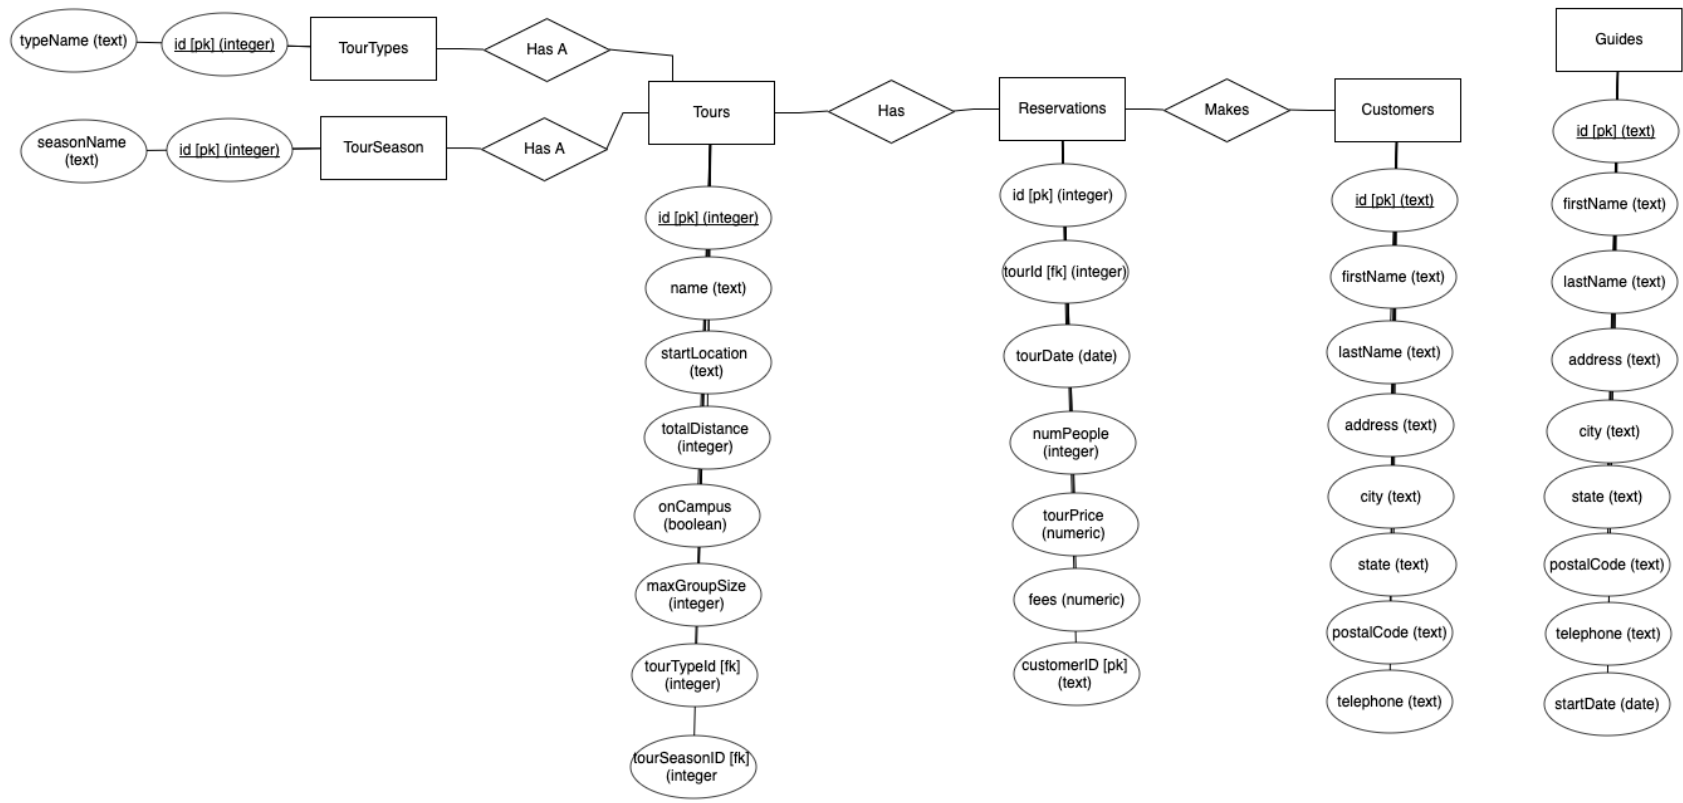 typeName (text)
id [pk] (integer)
TourTypes
Has A
seasonName
(text)
id [pk] (integer)
TourSeason
Has A
Tours
id [pk] (integer)
name (text)
startLocation
(text)
totalDistance
(integer)
onCampus
(boolean)
maxGroupSize
(integer)
tourTypeId [fk]
(integer)
tourSeasonID [fk]
(integer
Has
Reservations
id [pk] (integer)
tourId [fk] (integer)
tourDate (date)
numPeople
(integer)
tourPrice
(numeric)
fees (numeric)
customerID [pk]
(text)
Makes
Customers
id [pk] (text)
firstName (text)
lastName (text)
address (text)
city (text)
state (text)
postalCode (text)
telephone (text)
Guides
id [pk] (text)
firstName (text)
lastName (text)
address (text)
city (text)
state (text)
postalCode (text)
telephone (text)
startDate (date)